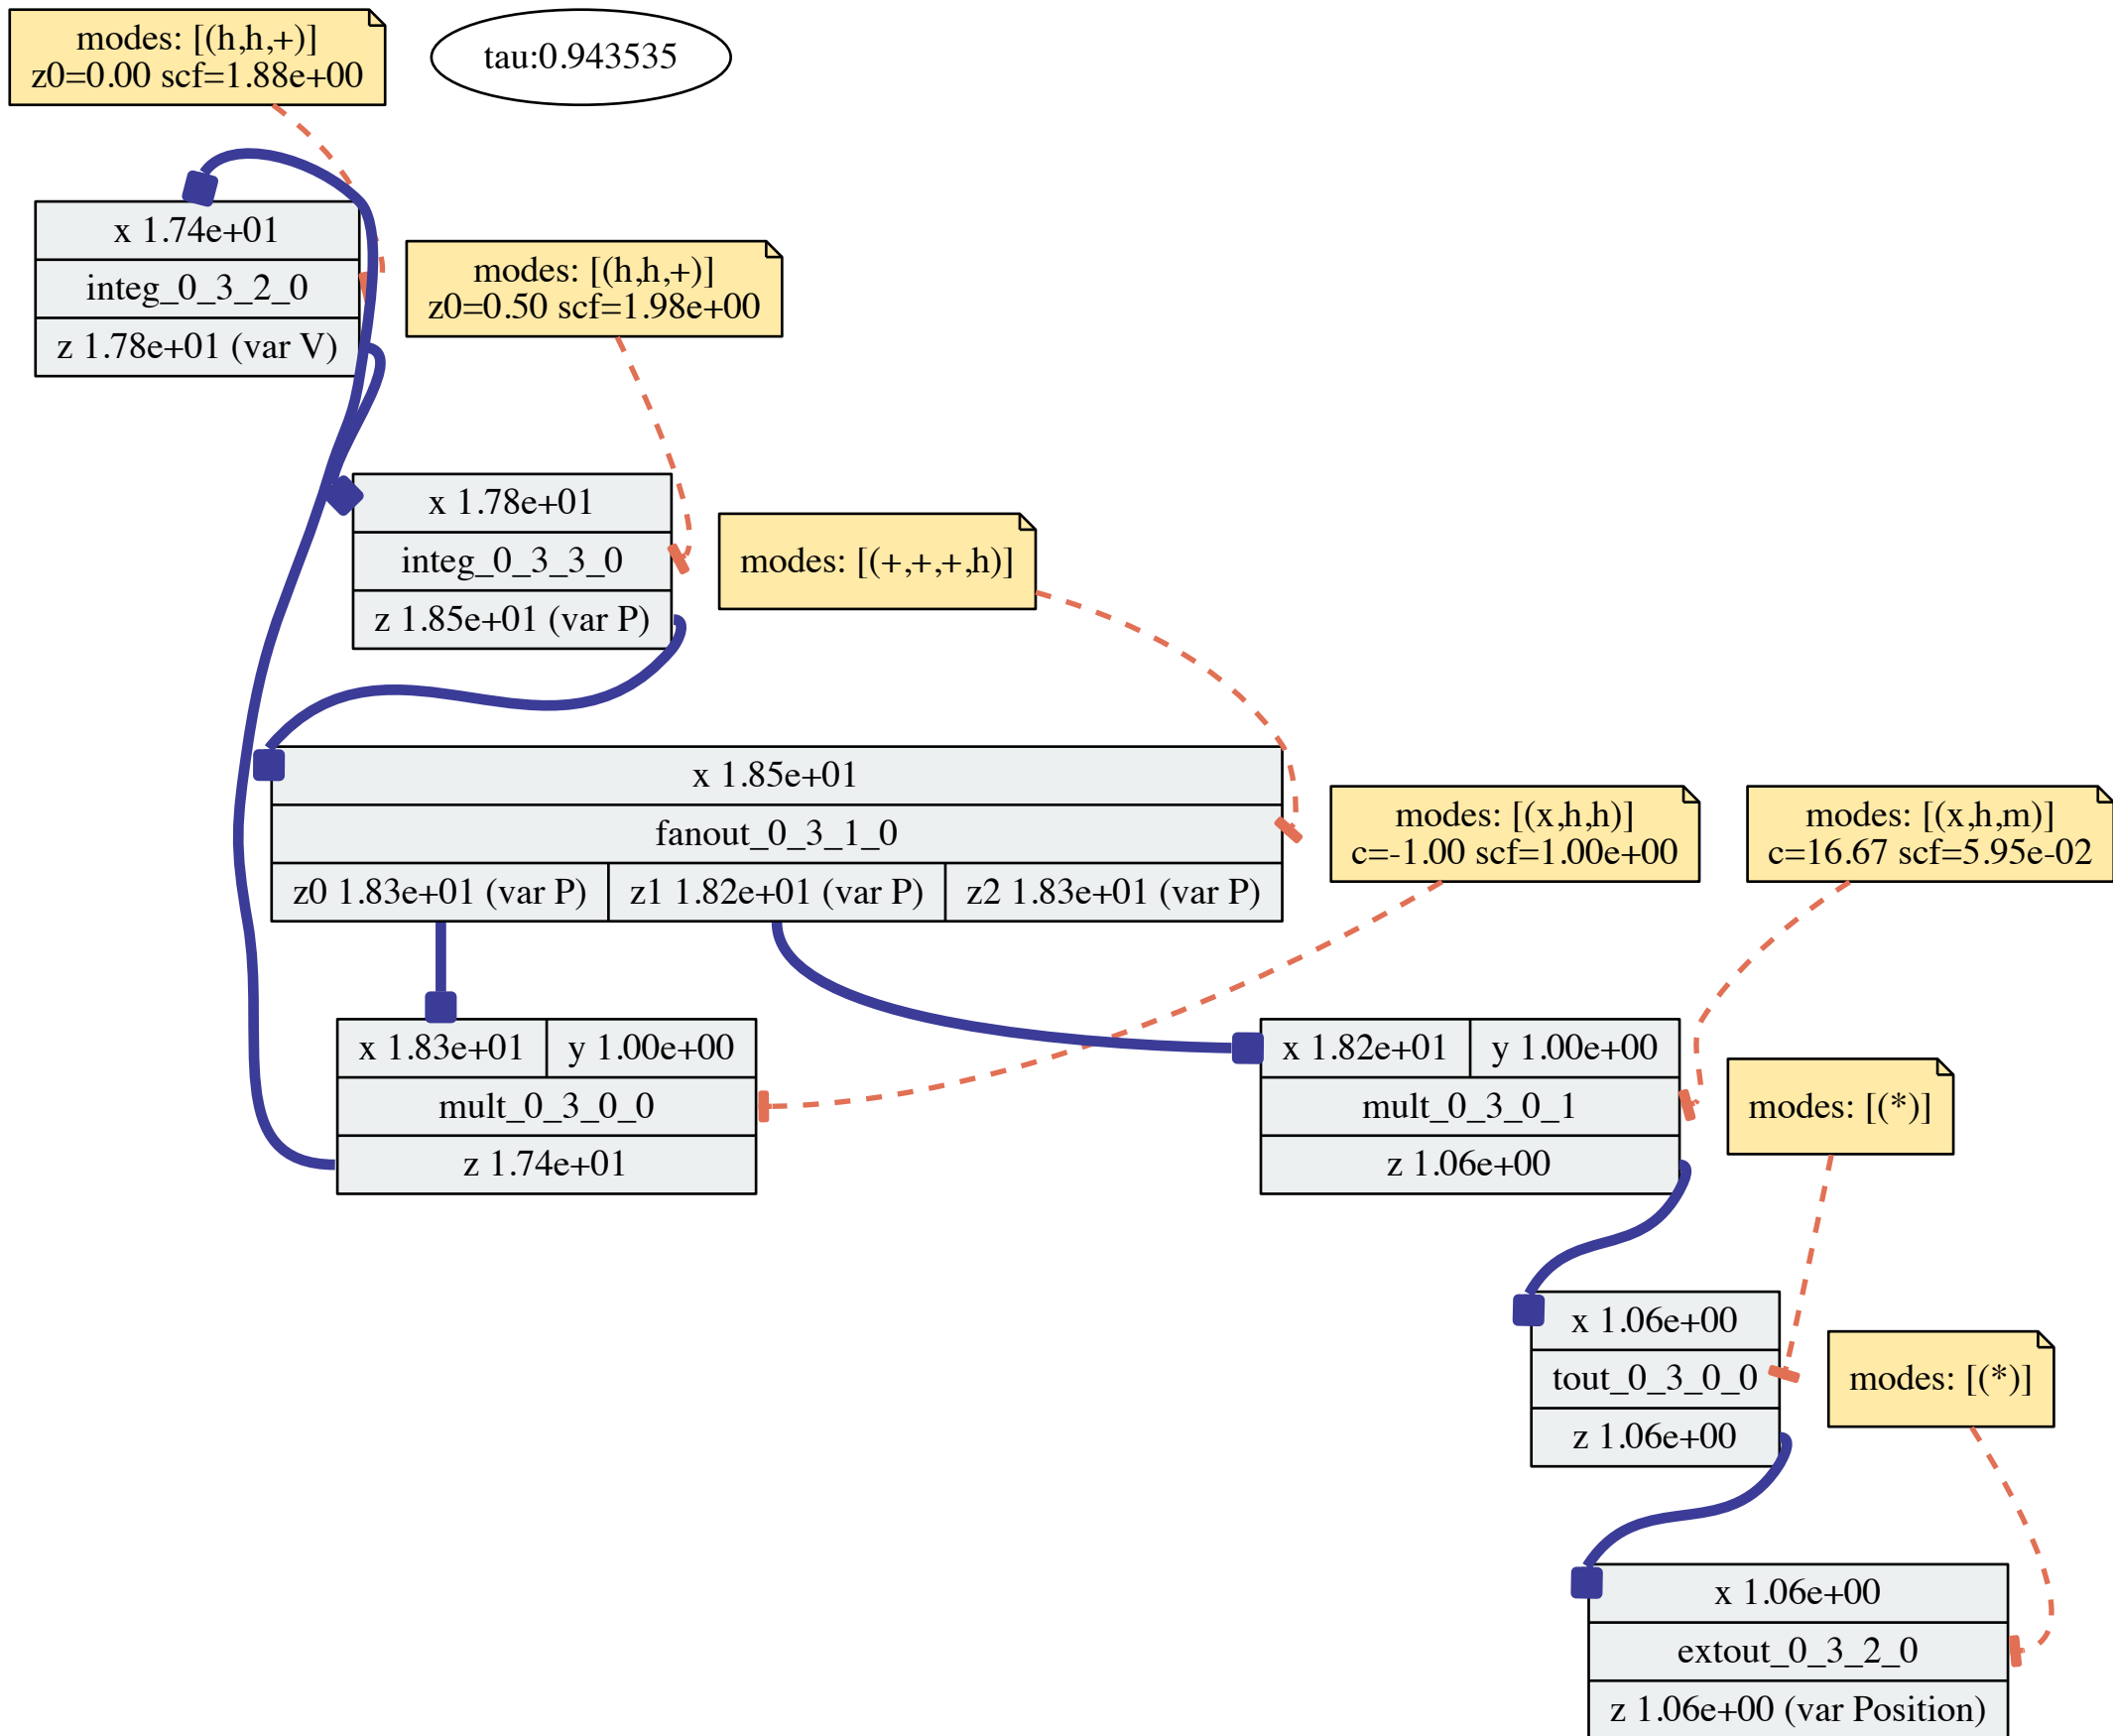 modes: [(h,h,+)]
z0=0.00 scf=1.88e+00
tau:0.943535
x 1.74e+01
integ_0_3_2_0
z 1.78e+01 (var V)
modes: [(h,h,+)]
z0=0.50 scf=1.98e+00
x 1.78e+01
integ_0_3_3_0
z 1.85e+01 (var P)
modes: [(+,+,+,h)]
x 1.85e+01
fanout_0_3_1_0
z0 1.83e+01 (var P)
z1 1.82e+01 (var P)
z2 1.83e+01 (var P)
modes: [(x,h,h)]
c=-1.00 scf=1.00e+00
modes: [(x,h,m)]
c=16.67 scf=5.95e-02
x 1.83e+01
y 1.00e+00
mult_0_3_0_0
z 1.74e+01
x 1.82e+01
y 1.00e+00
mult_0_3_0_1
z 1.06e+00
modes: [(*)]
x 1.06e+00
tout_0_3_0_0
z 1.06e+00
modes: [(*)]
x 1.06e+00
extout_0_3_2_0
z 1.06e+00 (var Position)